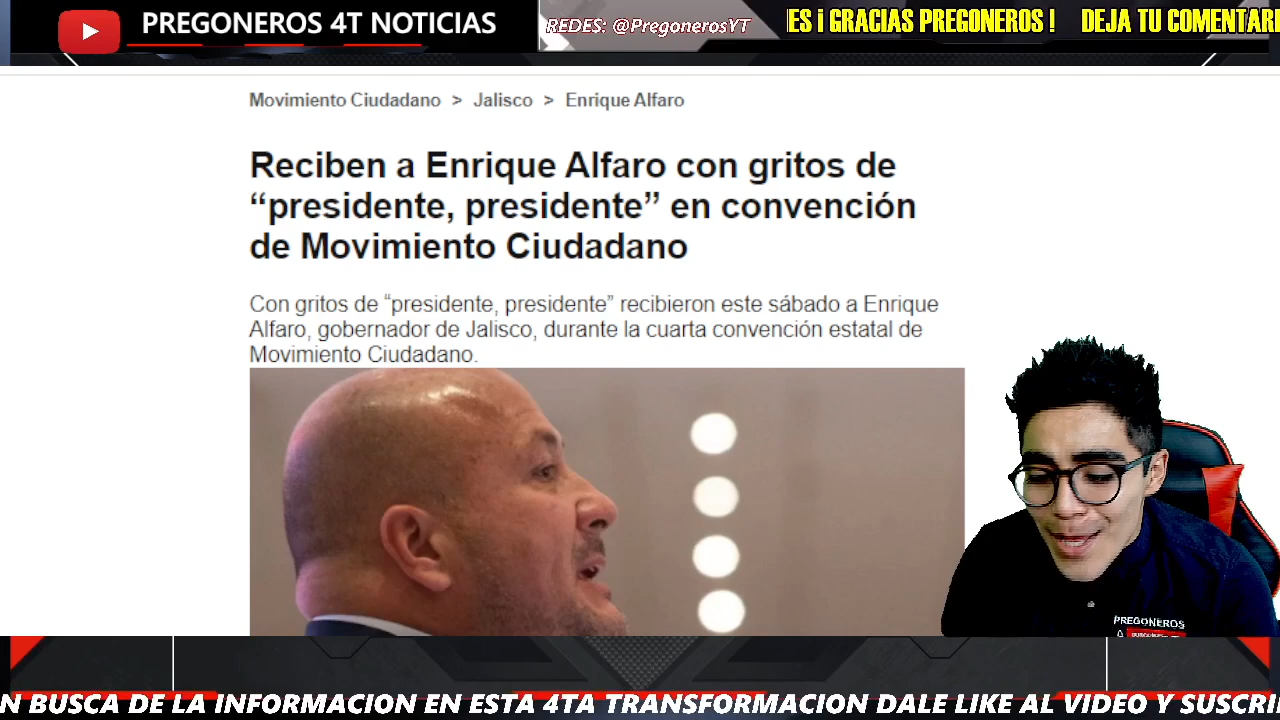 PREGONEROS 4T NOTICIAS
REDES: @PregonerosYT
¡ GRACIAS PREGONEROS ! DEJA TU
Movimiento Ciudadano > Jalisco > Enrique Alfaro
Reciben a Enrique Alfaro con gritos de
“presidente, presidente” en convención
de Movimiento Ciudadano
Con gritos de “presidente, presidente” recibieron este sábado a Enrique
Alfaro, gobernador de Jalisco, durante la cuarta convención estatal de
Movimiento Ciudadano.
PREGONEROS
BUSCA DE LA INFORMACION EN ESTA 4TA TRANSFORMACION DALE LIKE AL VIDEO Y